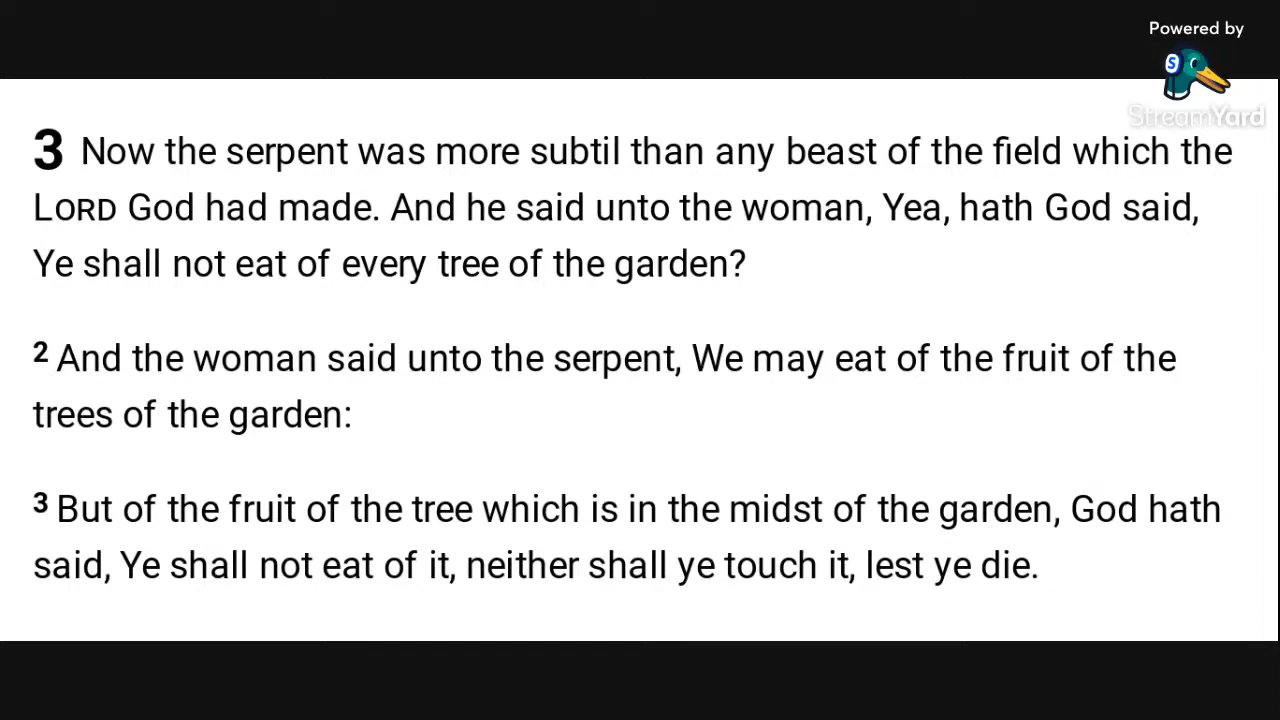 Powered by
S
StreamYard
3 Now the serpent was more subtil than any beast of the field which the
LORD God had made. And he said unto the woman, Yea, hath God said,
Ye shall not eat of every tree of the garden?
2 And the woman said unto the serpent, We may eat of the fruit of the
trees of the garden:
3 But of the fruit of the tree which is in the midst of the garden, God hath
said, Ye shall not eat of it, neither shall ye touch it, lest ye die.